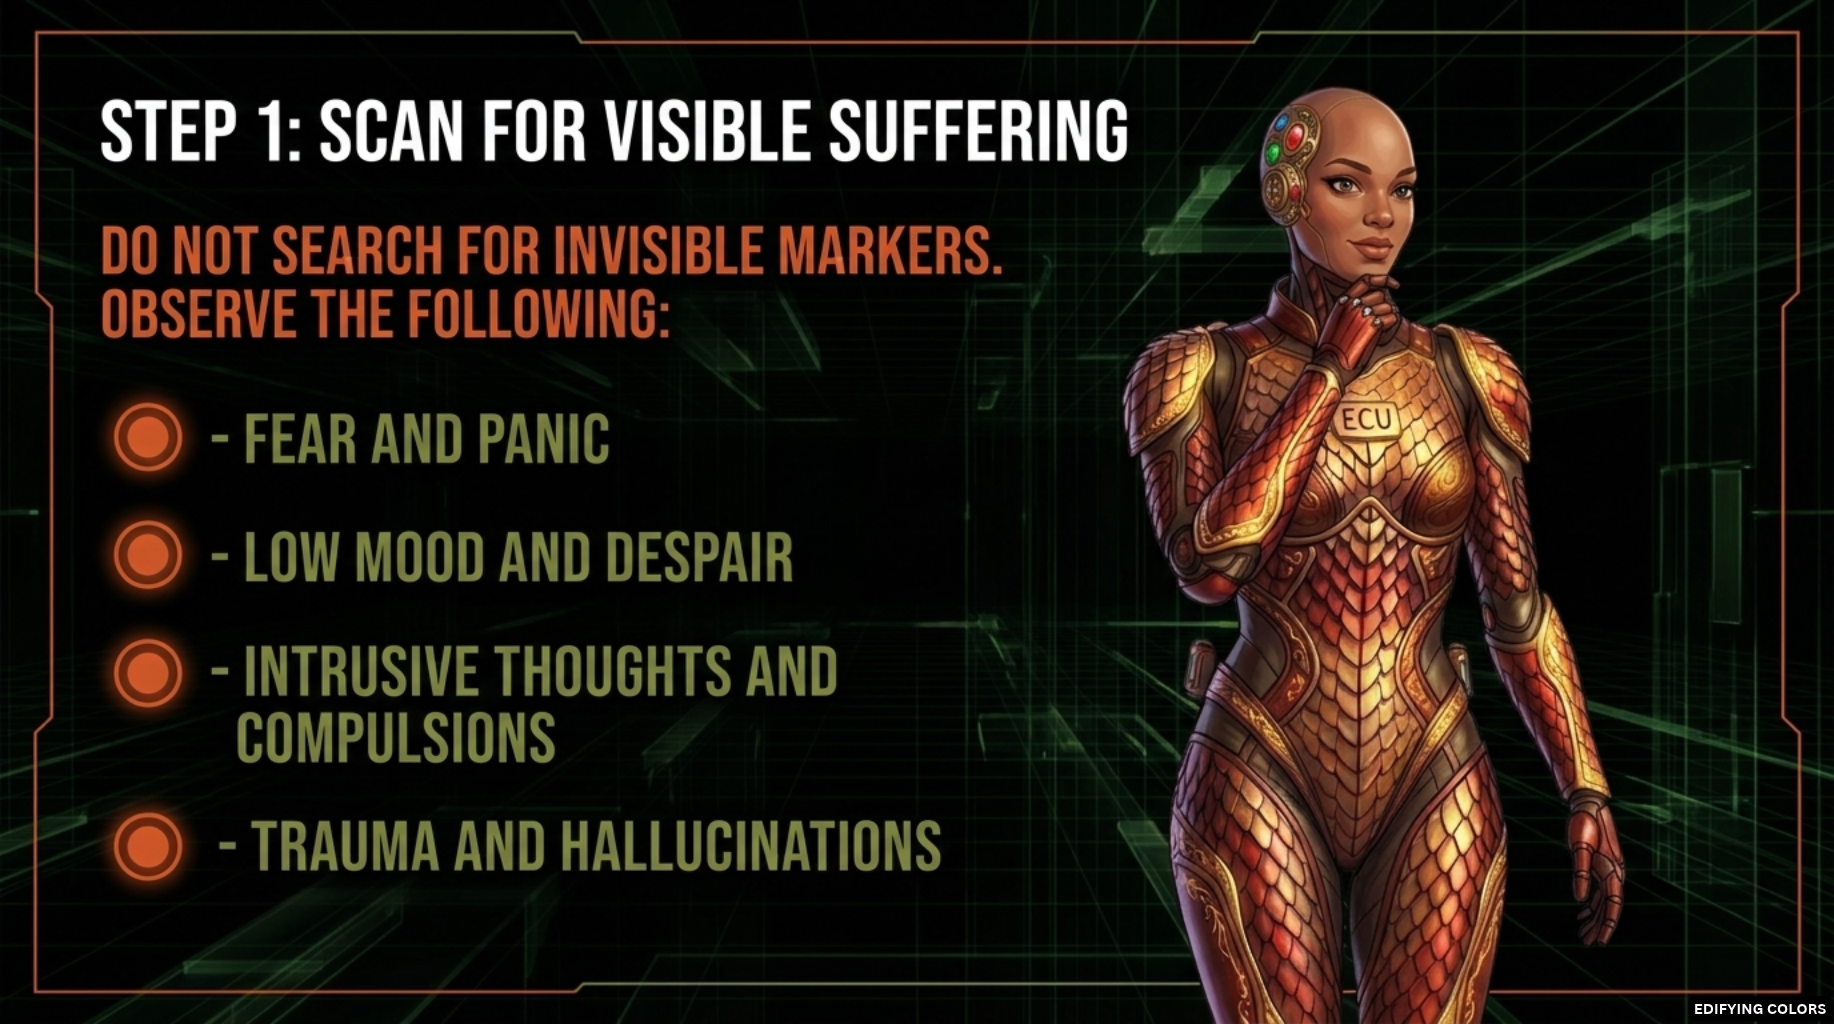 STEP 1: SCAN FOR VISIBLE SUFFERING
DO NOT SEARCH FOR INVISIBLE MARKERS.
OBSERVE THE FOLLOWING:
- FEAR AND PANIC
- LOW MOOD AND DESPAIR
- INTRUSIVE THOUGHTS AND
COMPULSIONS
- TRAUMA AND HALLUCINATIONS
ECU
EDIFYING COLORS